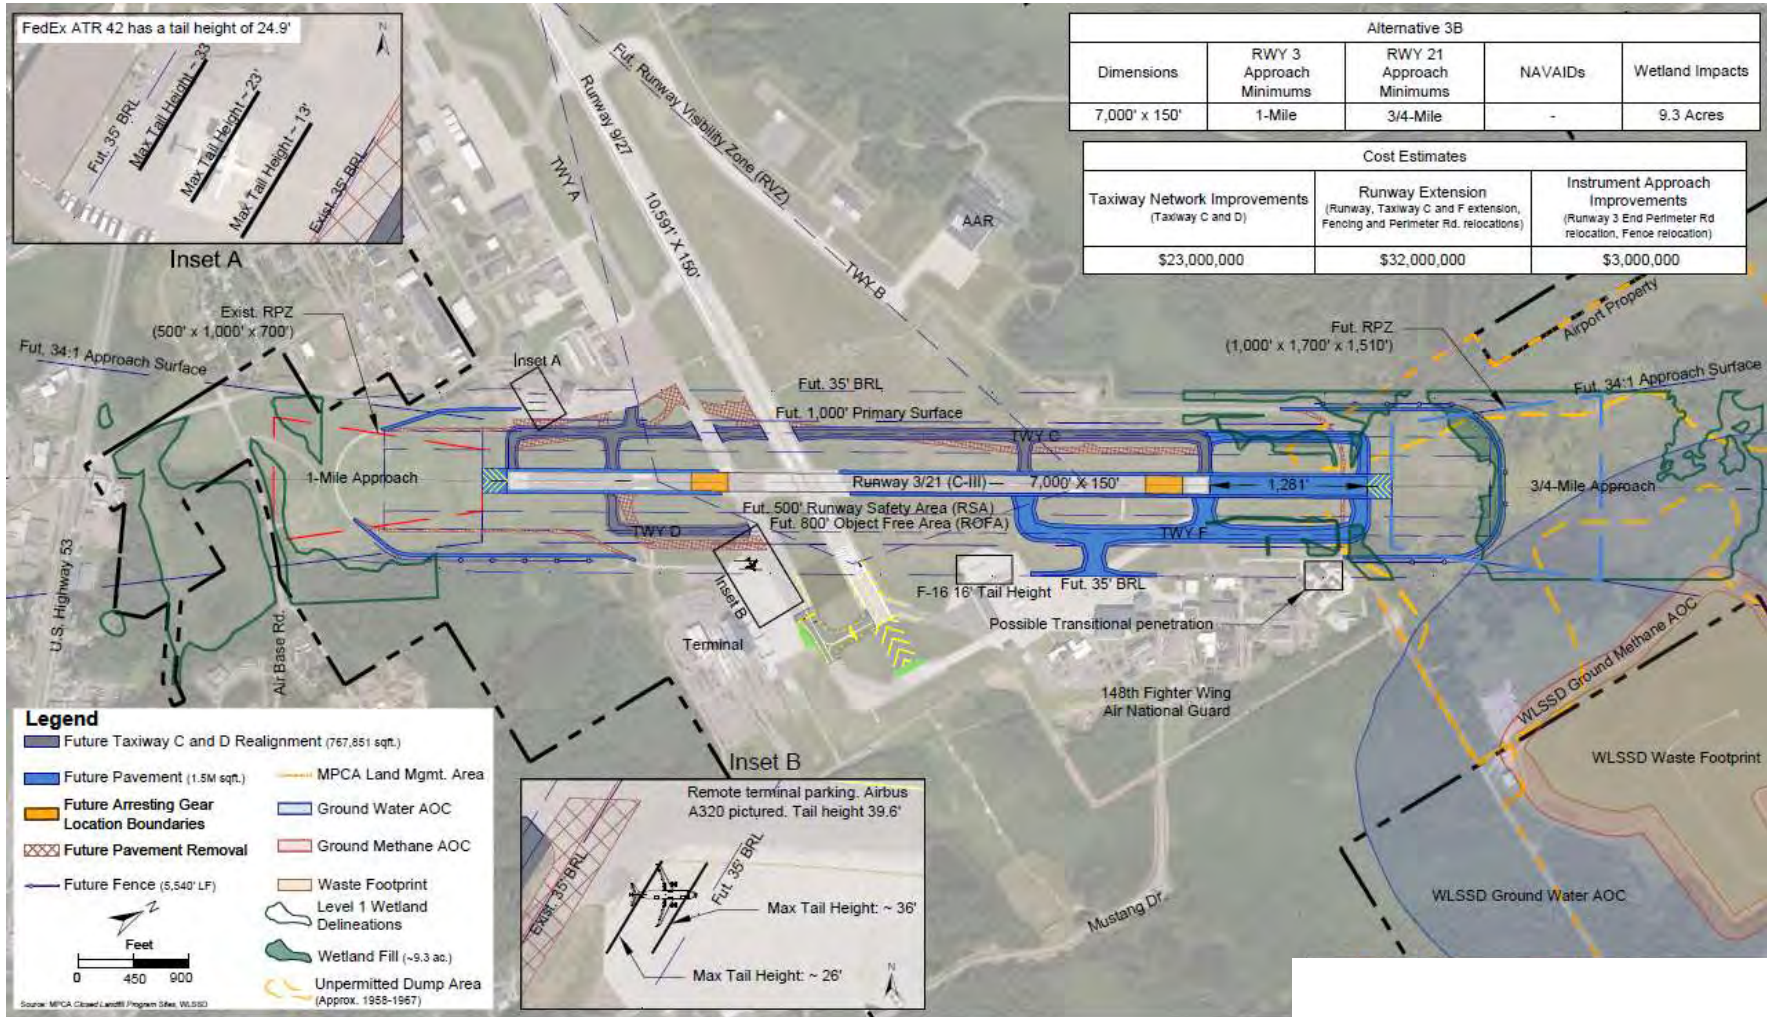 FedEx ATR 42 has a tail height of 24.9'
N
Fut. 35' BRL
Max Tail Height ~ 33'
Max Tail Height ~ 23'
Max Tail Height ~ 13'
Exist. 35' BRL
Inset A
Alternative 3B
Dimensions
RWY 3
Approach
Minimums
RWY 21
Approach
Minimums
NAVAIDs
Wetland Impacts
7,000' x 150'
1-Mile
3/4-Mile
-
9.3 Acres
Cost Estimates
Taxiway Network Improvements
(Taxiway C and D)
Runway Extension
(Runway, Taxiway C and F extension,
Fencing and Perimeter Rd. relocations)
Instrument Approach
Improvements
(Runway 3 End Perimeter Rd
relocation, Fence relocation)
$23,000,000
$32,000,000
$3,000,000
Fut. Runway Visibility Zone (RVZ)
Runway 9/27
10,591' X 150'
TWY A
TWY B
AAR
Exist. RPZ
(500' x 1,000' x 700')
Fut. 34:1 Approach Surface
Inset A
Fut. 35' BRL
Fut. 1,000' Primary Surface
Airport Property
Fut. RPZ
(1,000' x 1,700' x 1,510')
Fut. 34:1 Approach Surface
TWY C
1-Mile Approach
Runway 3/21 (C-III)
7,000' X 150'
1,281'
3/4-Mile Approach
Fut. 500' Runway Safety Area (RSA)
Fut. 800' Object Free Area (ROFA)
TWY D
TWY F
Inset B
F-16 16' Tail Height
Fut. 35' BRL
Possible Transitional penetration
Terminal
U.S. Highway 53
Air Base Rd.
148th Fighter Wing
Air National Guard
WLSSD Ground Methane AOC
WLSSD Waste Footprint
WLSSD Ground Water AOC
Mustang Dr.
Legend
Future Taxiway C and D Realignment (767,851 sqft.)
Future Pavement (1.5M sqft.)
Future Arresting Gear
Location Boundaries
Future Pavement Removal
Future Fence (5,540' LF)
MPCA Land Mgmt. Area
Ground Water AOC
Ground Methane AOC
Waste Footprint
Level 1 Wetland
Delineations
Wetland Fill (~9.3 ac.)
Unpermitted Dump Area
(Approx. 1958-1967)
Z
Feet
0 450 900
Source: MPCA Closed Landfill Program Sites, WLSSD
Inset B
Remote terminal parking. Airbus
A320 pictured. Tail height 39.6'
Exist. 35' BRL
Fut. 35' BRL
Max Tail Height: ~ 36'
Max Tail Height: ~ 26'
N